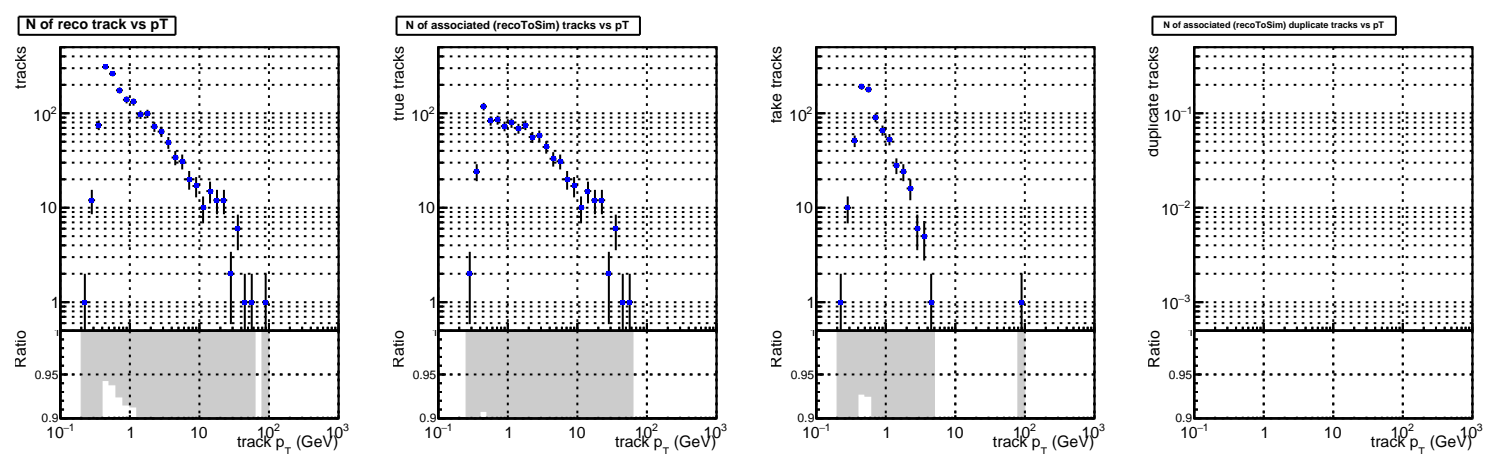 N of reco track vs pT
tracks
10²
10
1
Ratio
1
0.95
0.9
10⁻¹ 1 10 10² 10³
track p_T (GeV)
N of associated (recoToSim) tracks vs pT
true tracks
10²
10
1
Ratio
1
0.95
0.9
10⁻¹ 1 10 10² 10³
track p_T (GeV)
fake tracks
10²
10
1
Ratio
1
0.95
0.9
10⁻¹ 1 10 10² 10³
track p_T (GeV)
N of associated (recoToSim) duplicate tracks vs pT
duplicate tracks
10⁻¹
10⁻²
10⁻³
Ratio
1
0.95
0.9
10⁻¹ 1 10 10² 10³
track p_T (GeV)